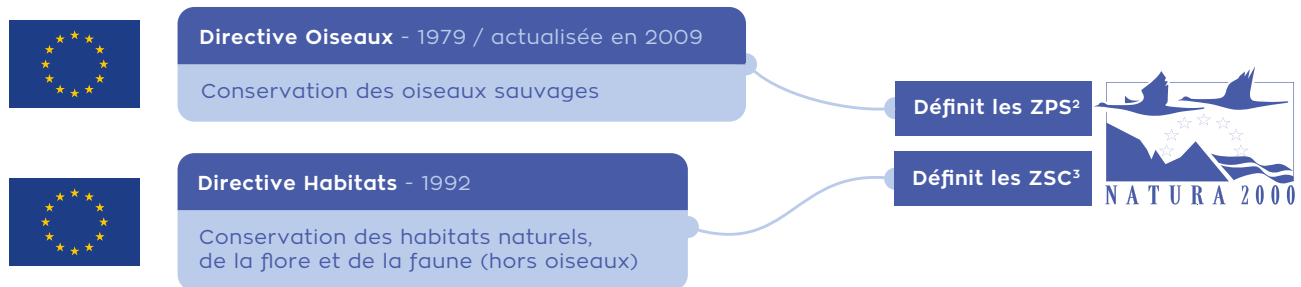 Directive Oiseaux - 1979 / actualisée en 2009
Conservation des oiseaux sauvages
Définit les ZPS²
Directive Habitats - 1992
Conservation des habitats naturels,
de la flore et de la faune (hors oiseaux)
Définit les ZSC³
NATURA 2000